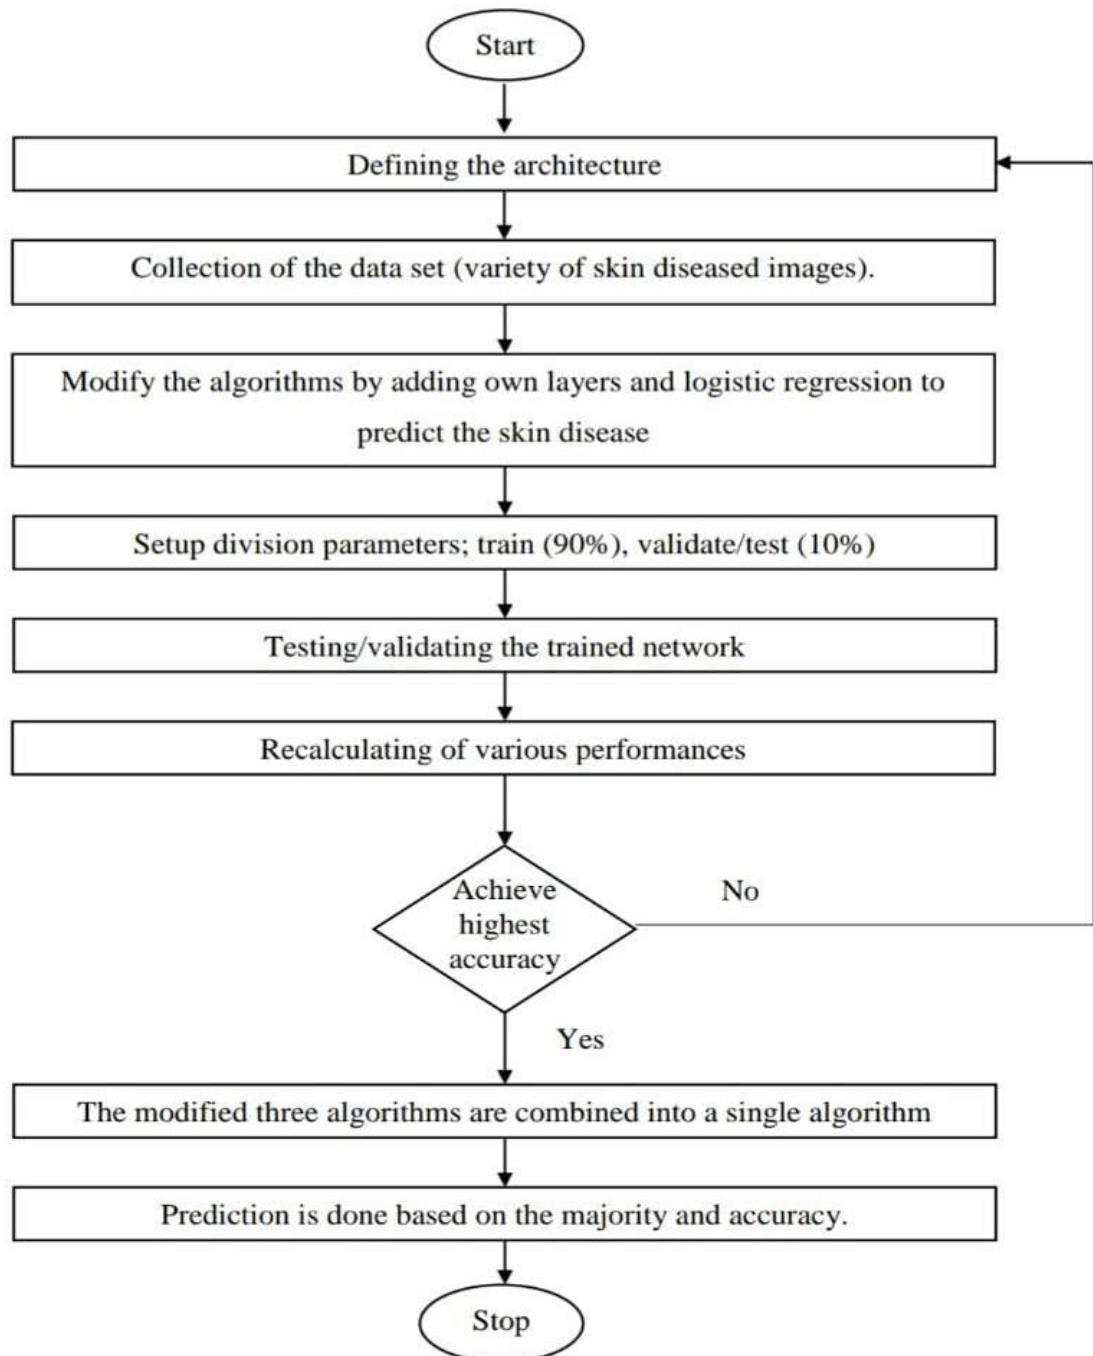 Start
Defining the architecture
Collection of the data set (variety of skin diseased images).
Modify the algorithms by adding own layers and logistic regression to
predict the skin disease
Setup division parameters; train (90%), validate/test (10%)
Testing/validating the trained network
Recalculating of various performances
Achieve
highest
accuracy
No
Yes
The modified three algorithms are combined into a single algorithm
Prediction is done based on the majority and accuracy.
Stop